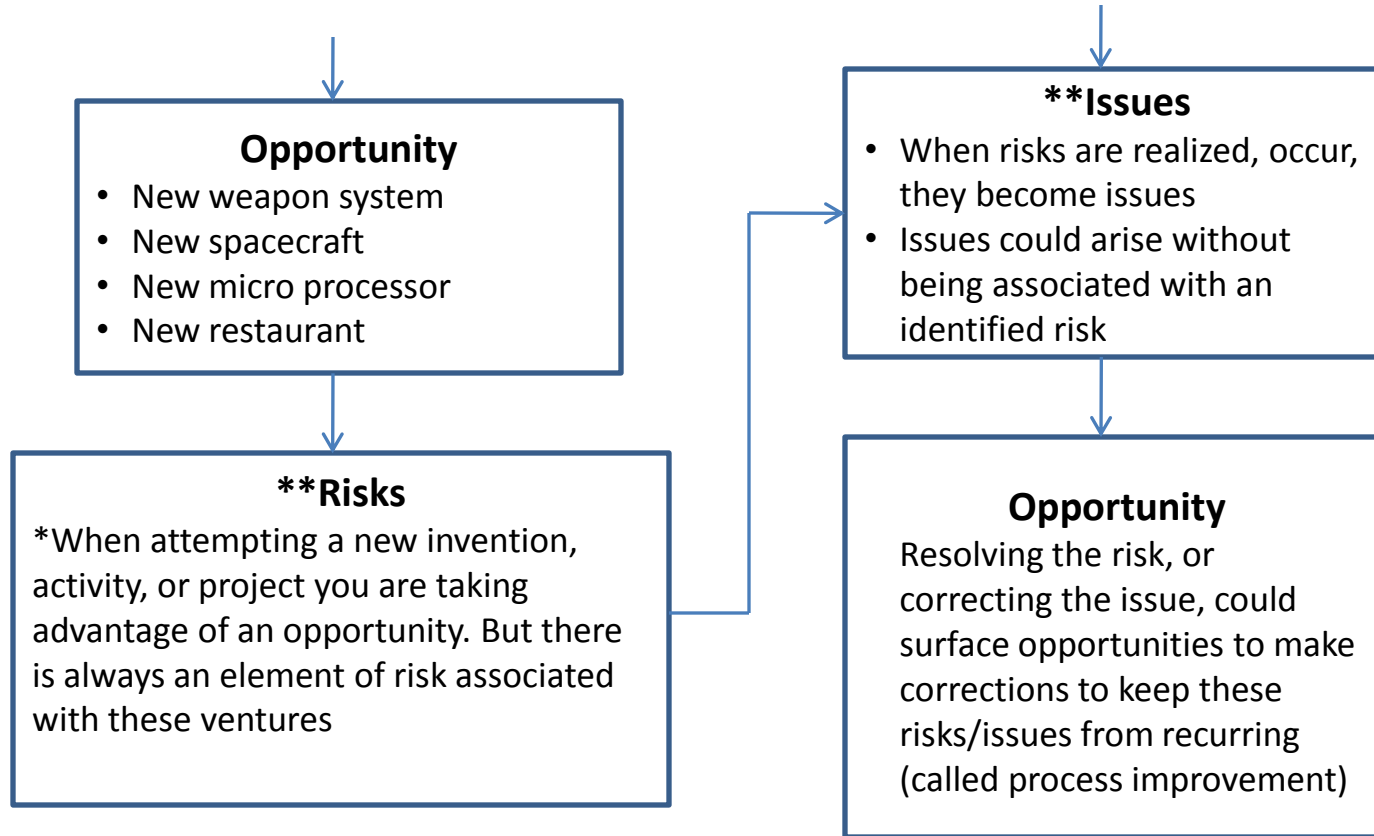 Opportunity
• New weapon system
• New spacecraft
• New micro processor
• New restaurant
**Risks
*When attempting a new invention,
activity, or project you are taking
advantage of an opportunity. But there
is always an element of risk associated
with these ventures
**Issues
• When risks are realized, occur,
they become issues
• Issues could arise without
being associated with an
identified risk
Opportunity
Resolving the risk, or
correcting the issue, could
surface opportunities to make
corrections to keep these
risks/issues from recurring
(called process improvement)